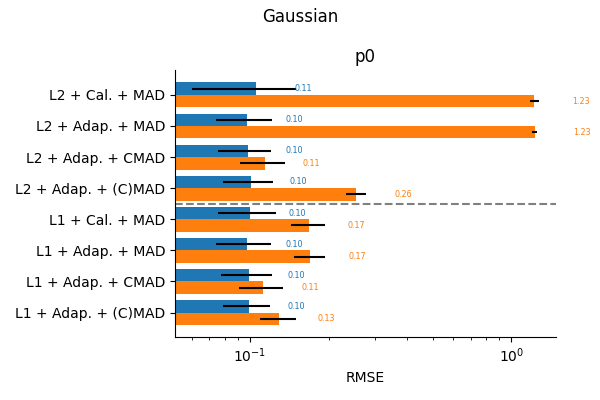 Gaussian
p0
L2 + Cal. + MAD
0.11
1.23
L2 + Adap. + MAD
0.10
1.23
L2 + Adap. + CMAD
0.10
0.11
L2 + Adap. + (C)MAD
0.10
0.26
L1 + Cal. + MAD
0.10
0.17
L1 + Adap. + MAD
0.10
0.17
L1 + Adap. + CMAD
0.10
0.11
L1 + Adap. + (C)MAD
0.10
0.13
10⁻¹ 10⁰
RMSE